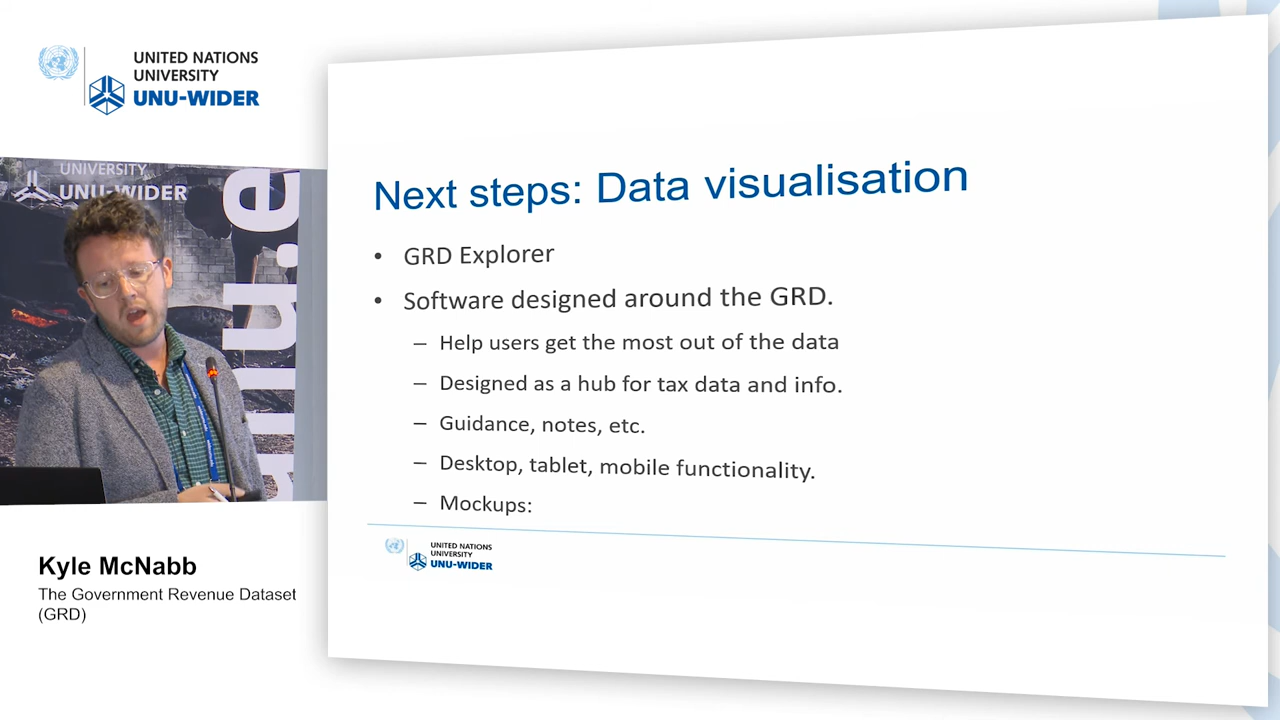 UNITED NATIONS
UNIVERSITY
UNU-WIDER
UNIVERSITY
UNU-WIDER
Kyle McNabb
The Government Revenue Dataset
(GRD)
Next steps: Data visualisation
• GRD Explorer
• Software designed around the GRD.
– Help users get the most out of the data
– Designed as a hub for tax data and info.
– Guidance, notes, etc.
– Desktop, tablet, mobile functionality.
– Mockups:
UNITED NATIONS
UNIVERSITY
UNU-WIDER